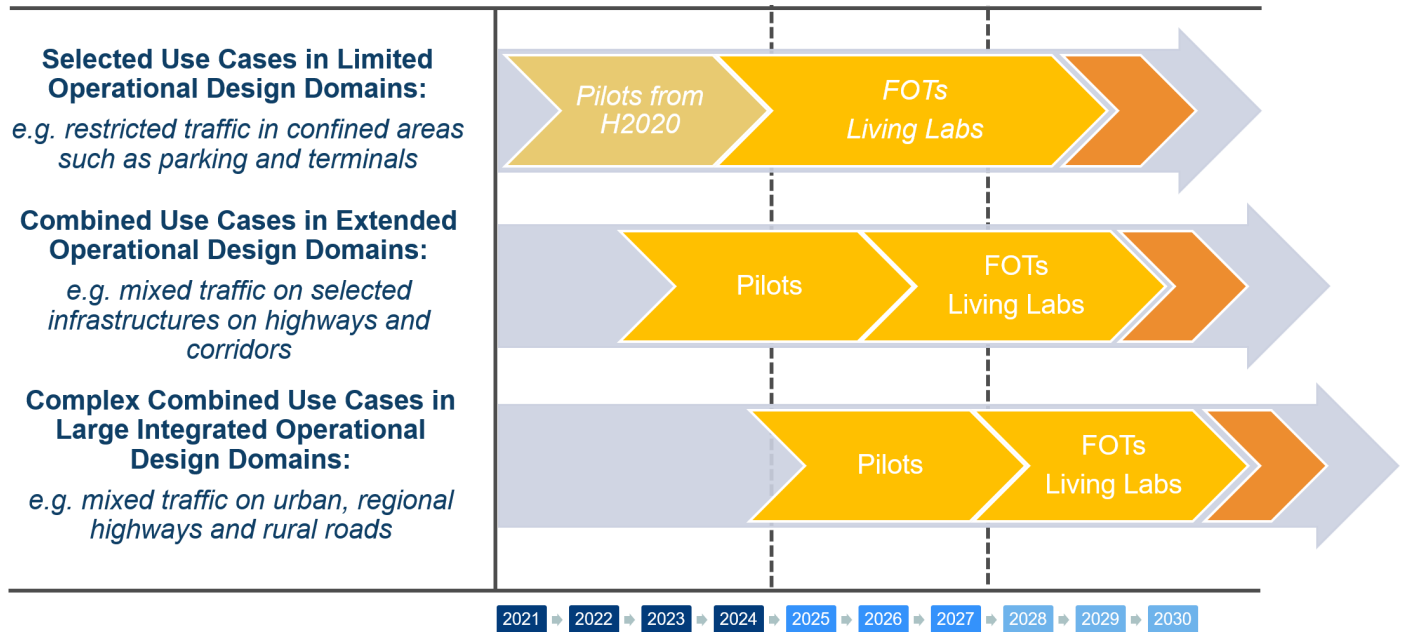 Selected Use Cases in Limited
Operational Design Domains:
e.g. restricted traffic in confined areas
such as parking and terminals
Pilots from
H2020
FOTs
Living Labs
Combined Use Cases in Extended
Operational Design Domains:
e.g. mixed traffic on selected
infrastructures on highways and
corridors
Pilots
FOTs
Living Labs
Complex Combined Use Cases in
Large Integrated Operational
Design Domains:
e.g. mixed traffic on urban, regional
highways and rural roads
Pilots
FOTs
Living Labs
2021 2022 2023 2024 2025 2026 2027 2028 2029 2030